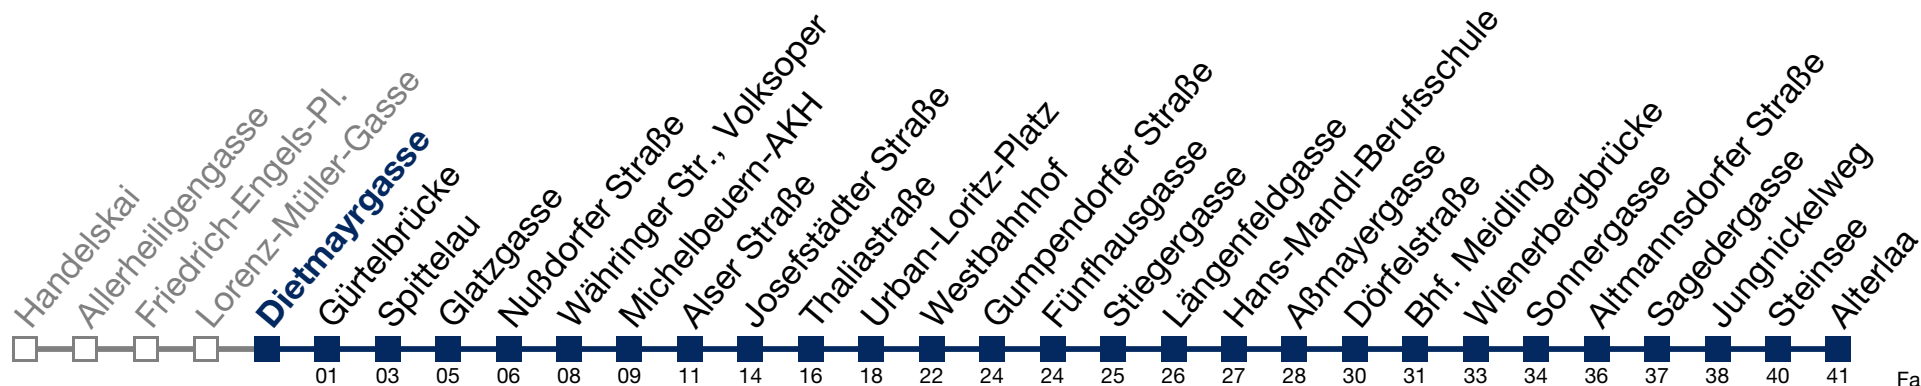 Handelskai
Allerheiligengasse
Friedrich-Engels-Pl.
Lorenz-Müller-Gasse
Dietmayrgasse
Gürtelbrücke
Spittelau
Glatzgasse
Nußdorfer Straße
Währinger Str., Volksoper
Michelbeuern-AKH
Alser Straße
Josefstädter Straße
Thaliastraße
Urban-Loritz-Platz
Westbahnhof
Gumpendorfer Straße
Fünfhausgasse
Stiegergasse
Längenfeldgasse
Hans-Mandl-Berufsschule
Aßmayergasse
Dörfelstraße
Bhf. Meidling
Wienerbergbrücke
Sonnergasse
Altmannsdorfer Straße
Sagedergasse
Jungnickelweg
Steinsee
Alterlaa
01 03 05 06 08 09 11 14 16 18 22 24 24 25 26 27 28 30 31 33 34 36 37 38 40 41 Fa